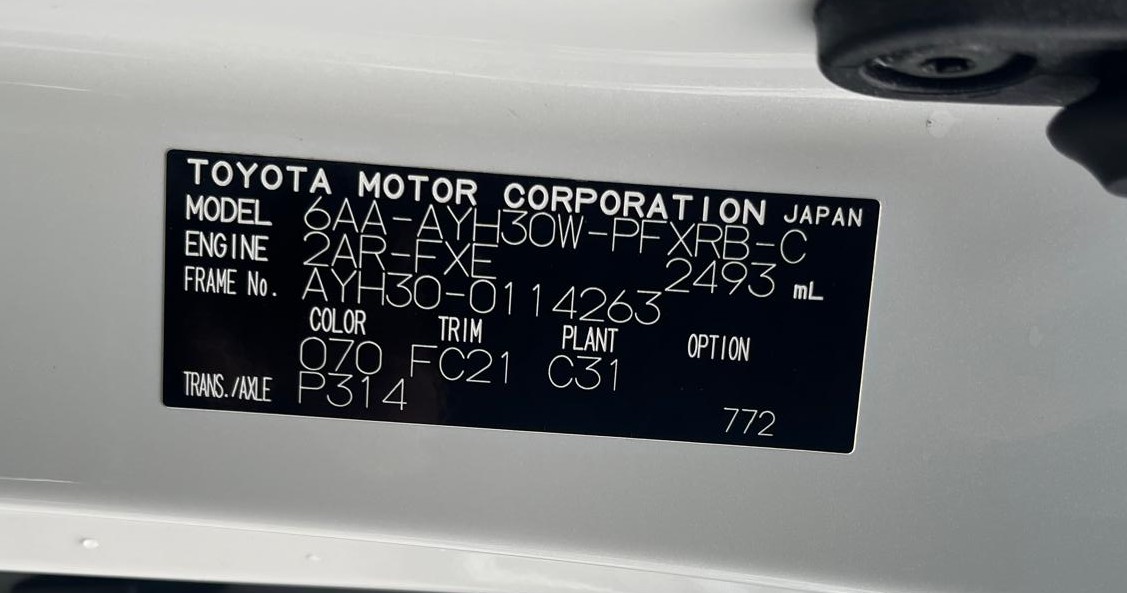 TOYOTA MOTOR CORPORATION JAPAN
MODEL 6AA-AYH30W-PFXRB-C
ENGINE 2AR-FXE 2493 mL
FRAME No. AYH30-0114263
COLOR TRIM PLANT OPTION
070 FC21 C31
TRANS./AXLE P314
772